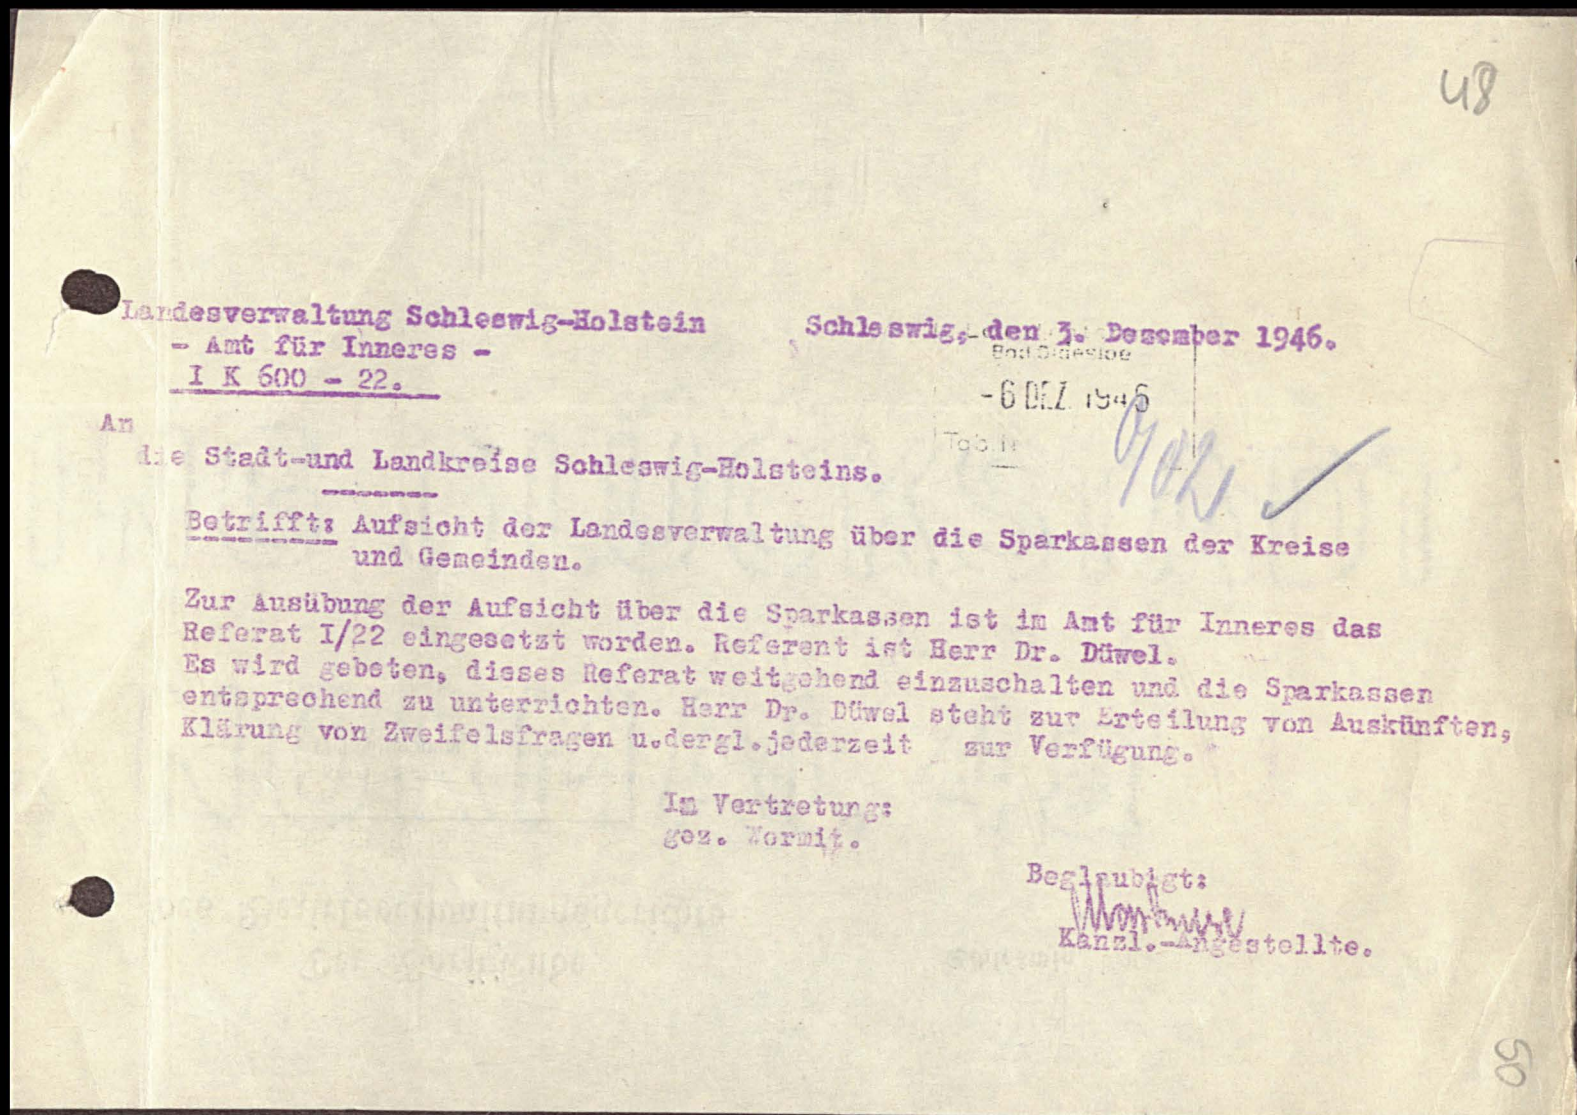 48
Landesverwaltung Schleswig-Holstein
Schleswig, den 3. Dezember 1946.
- Amt für Inneres -
Bad Oldesloe
I K 600 - 22.
-6 DEZ. 1946
An
Tgb.
die Stadt-und Landkreise Schleswig-Holsteins.
Betrifft: Aufsicht der Landesverwaltung über die Sparkassen der Kreise
und Gemeinden.
Zur Ausübung der Aufsicht über die Sparkassen ist im Amt für Inneres das
Referat I/22 eingesetzt worden. Referent ist Herr Dr. Düwel.
Es wird gebeten, dieses Referat weitgehend einzuschalten und die Sparkassen
entsprechend zu unterrichten. Herr Dr. Düwel steht zur Erteilung von Auskünften,
Klärung von Zweifelsfragen u.dergl.jederzeit zur Verfügung.
Im Vertretung:
gez. Wormit.
Beglaubigt:
Kanzl.-Angestellte.
50